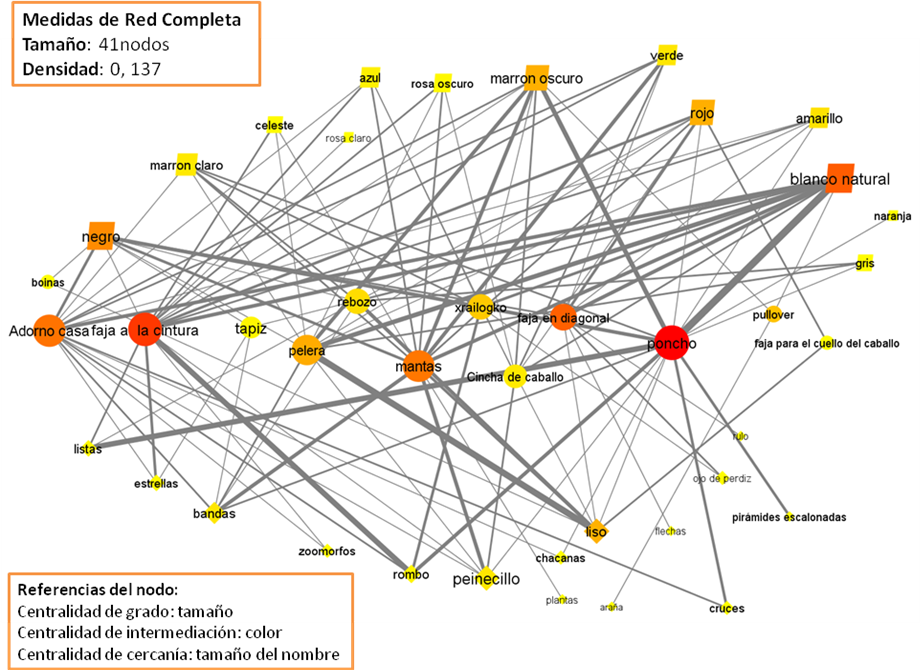 Medidas de Red Completa
Tamaño: 41nodos
Densidad: 0, 137
verde
azul
rosa oscuro
marron oscuro
rojo
amarillo
celeste
rosa claro
marron claro
blanco natural
naranja
negro
gris
boinas
rebozo
xrailogko
faja en diagonal
pullover
Adorno casa
faja a la cintura
tapiz
pelera
mantas
poncho
faja para el cuello del caballo
Cincha de caballo
rulo
listas
ojo de perdiz
estrellas
bandas
pirámides escalonadas
liso
flechas
zoomorfos
chacanas
rombo
peinecillo
plantas
araña
cruces
Referencias del nodo:
Centralidad de grado: tamaño
Centralidad de intermediación: color
Centralidad de cercanía: tamaño del nombre